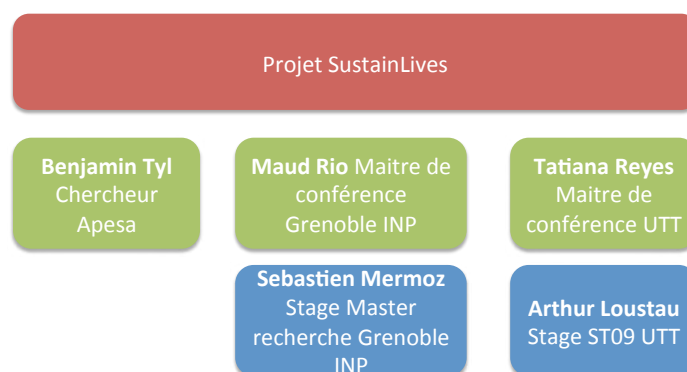 Projet SustainLives
Benjamin Tyl
Chercheur
Apesa
Maud Rio Maitre de
conférence
Grenoble INP
Tatiana Reyes
Maitre de
conférence UTT
Sebastien Mermoz
Stage Master
recherche Grenoble
INP
Arthur Loustau
Stage ST09 UTT